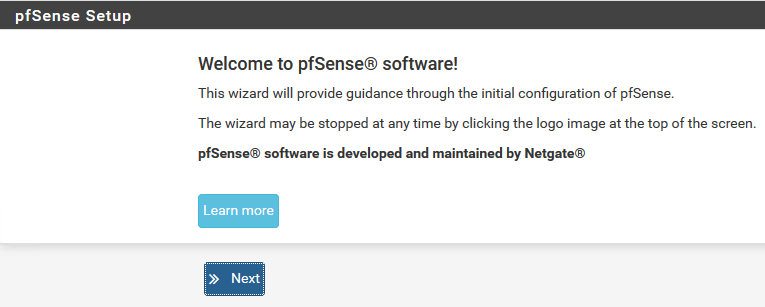 pfSense Setup
Welcome to pfSense® software!
This wizard will provide guidance through the initial configuration of pfSense.
The wizard may be stopped at any time by clicking the logo image at the top of the screen.
pfSense® software is developed and maintained by Netgate®
Learn more
Next